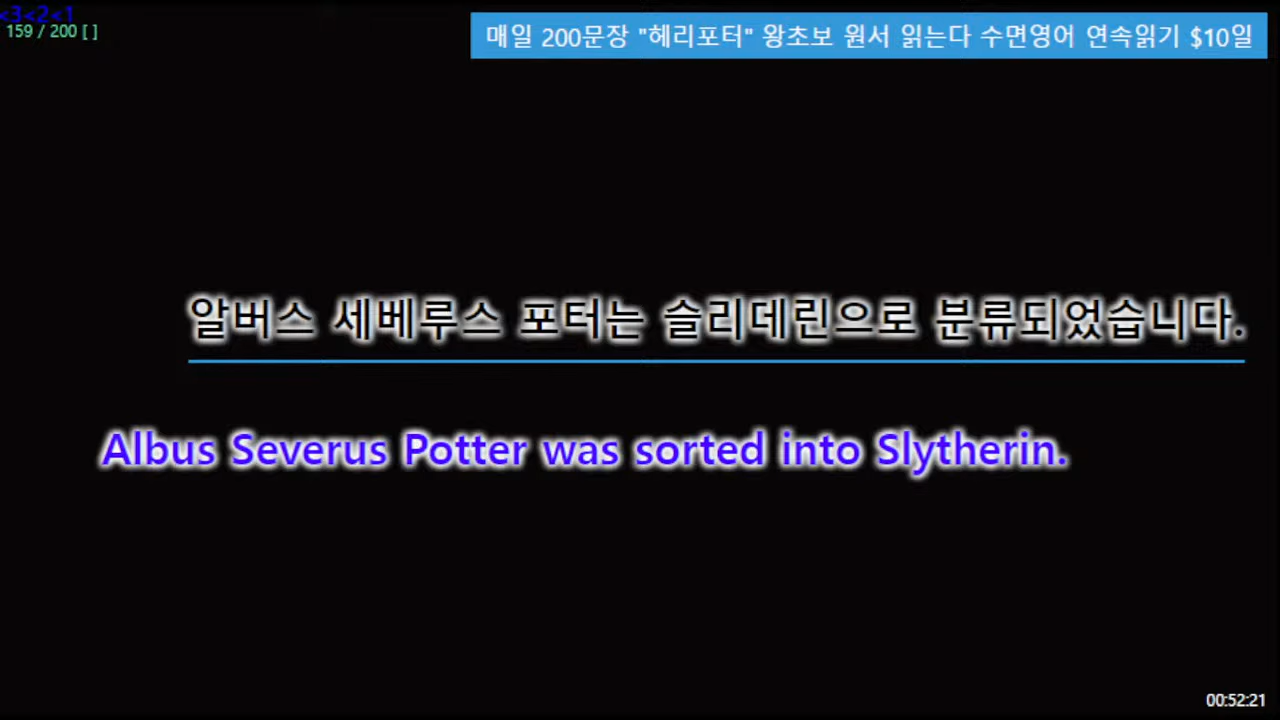 <3<2<1
159 / 200 [ ]
매일 200문장 "헤리포터" 왕초보 원서 읽는다 수면영어 연속읽기 $10일
알버스 세베루스 포터는 슬리데린으로 분류되었습니다.
Albus Severus Potter was sorted into Slytherin.
00:52:21